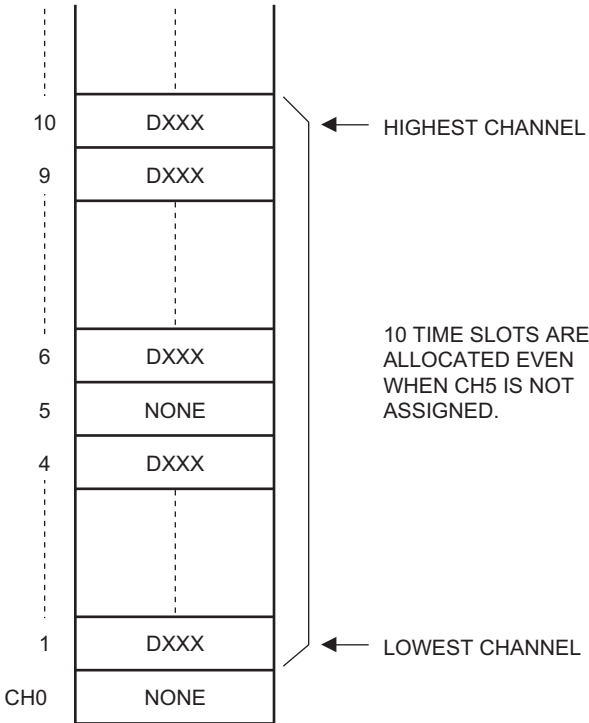 10 DXXX HIGHEST CHANNEL
9 DXXX
10 TIME SLOTS ARE
ALLOCATED EVEN
WHEN CH5 IS NOT
ASSIGNED.
6 DXXX
5 NONE
4 DXXX
1 DXXX LOWEST CHANNEL
CH0 NONE